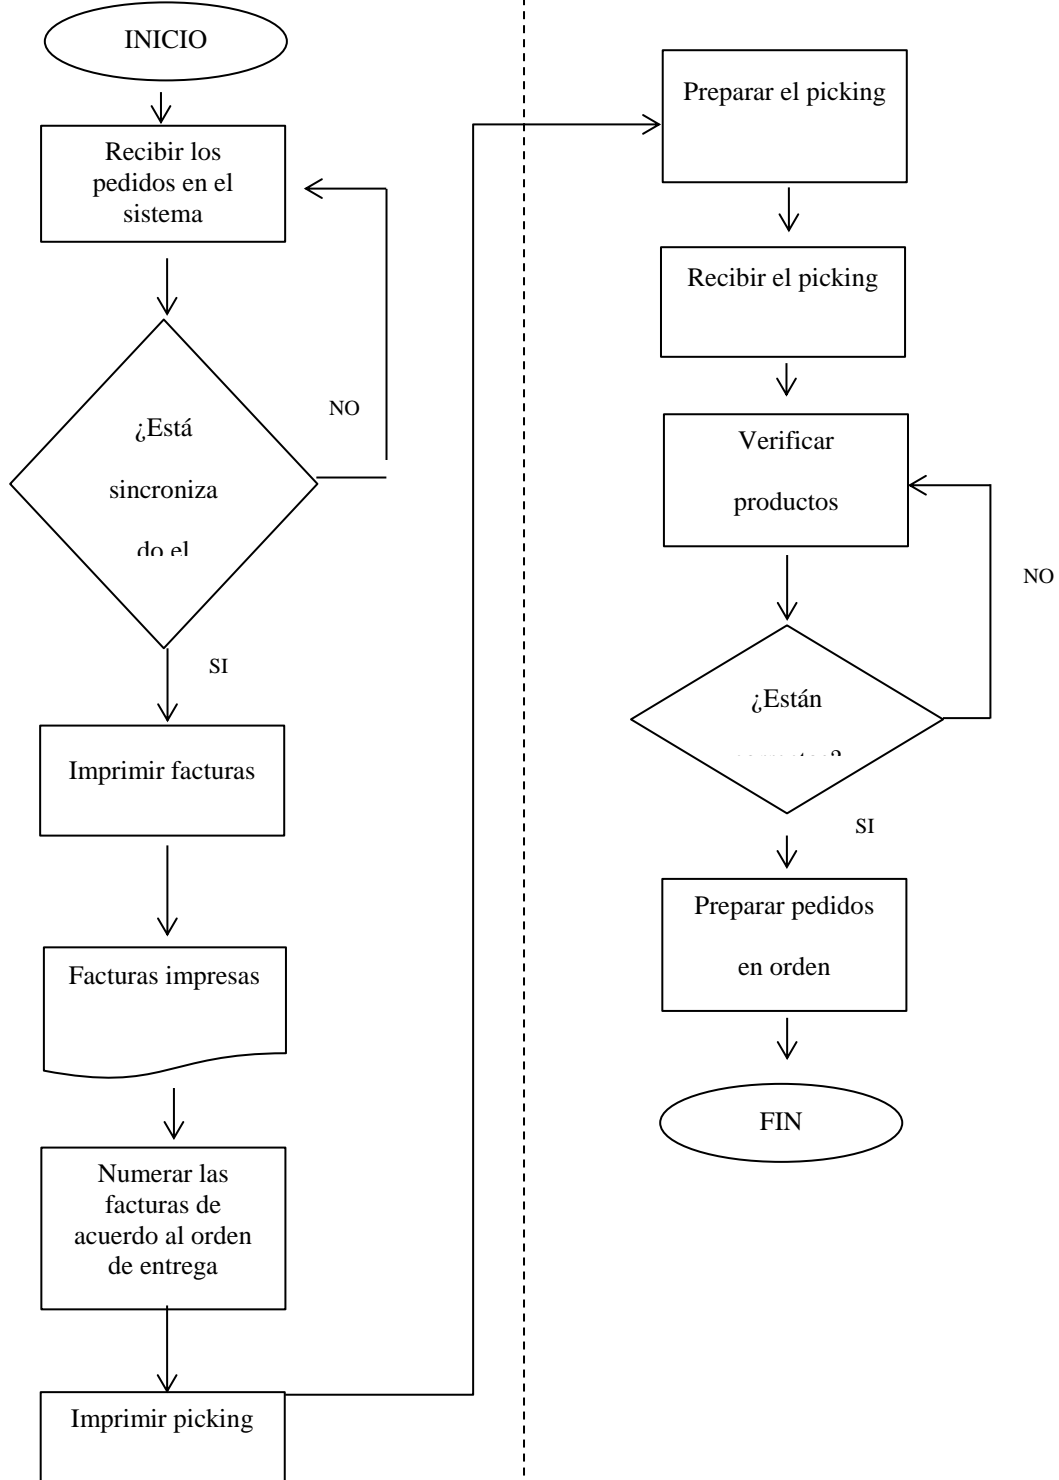 INICIO
Recibir los
pedidos en el
sistema
NO
¿Está
sincroniza
do el
SI
Imprimir facturas
Facturas impresas
Numerar las
facturas de
acuerdo al orden
de entrega
Imprimir picking
Preparar el picking
Recibir el picking
Verificar
productos
NO
¿Están
SI
Preparar pedidos
en orden
FIN